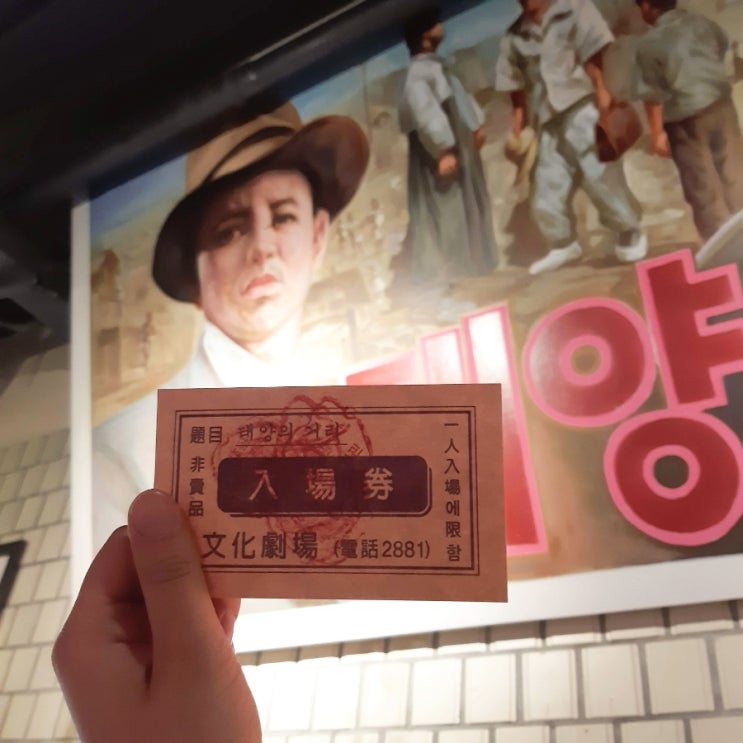 태양
題目 태양의 거리
非賣品
入場券
一人入場에限함
文化劇場 (電話2881)